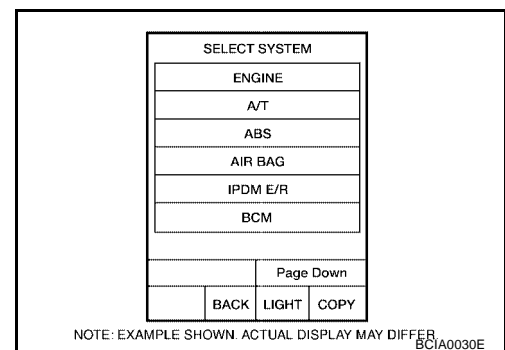 SELECT SYSTEM
ENGINE
A/T
ABS
AIR BAG
IPDM E/R
BCM
Page Down
BACK LIGHT COPY
NOTE: EXAMPLE SHOWN. ACTUAL DISPLAY MAY DIFFER.
BCIA0030E